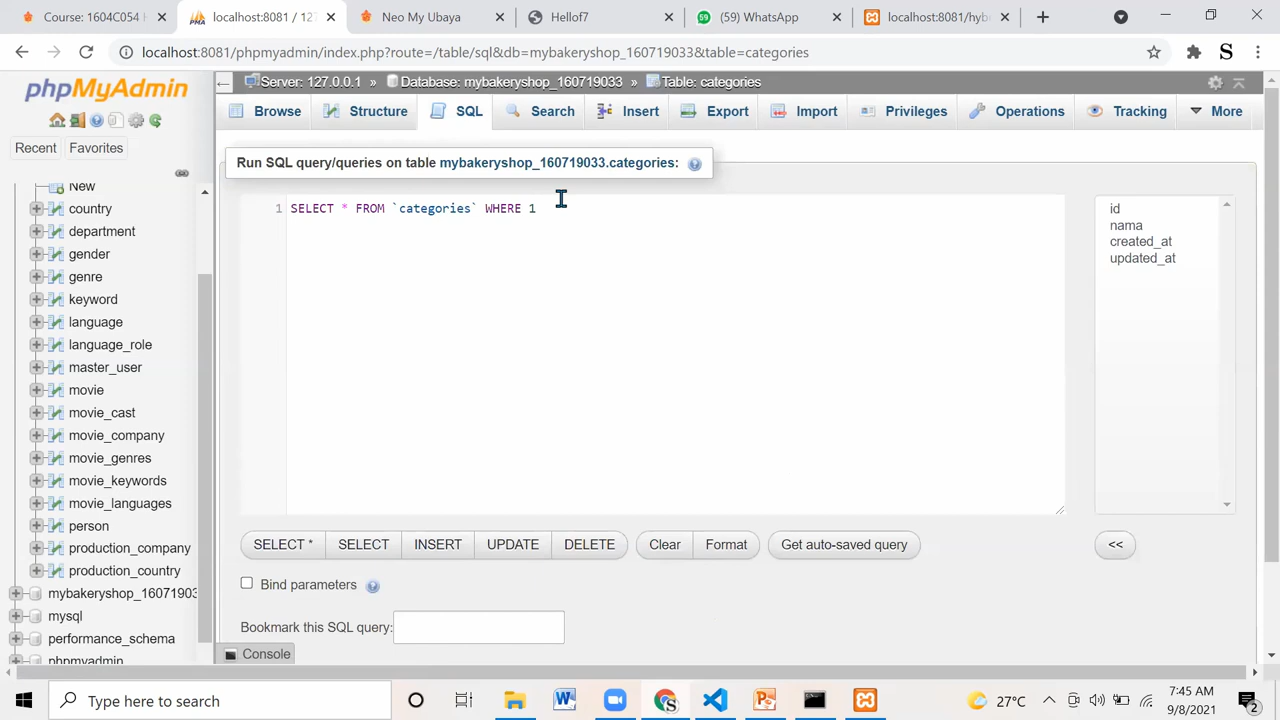 Course: 1604C054
localhost:8081 / 127
Neo My Ubaya
Hellof7
(59) WhatsApp
localhost:8081/hyb
localhost:8081/phpmyadmin/index.php?route=/table/sql&db=mybakeryshop_160719033&table=categories
phpMyAdmin
Recent
Favorites
New
country
department
gender
genre
keyword
language
language_role
master_user
movie
movie_cast
movie_company
movie_genres
movie_keywords
movie_languages
person
production_company
production_country
mybakeryshop_1607193
mysql
performance_schema
phpmyadmin
Server: 127.0.0.1 » Database: mybakeryshop_160719033 » Table: categories
Browse
Structure
SQL
Search
Insert
Export
Import
Privileges
Operations
Tracking
More
Run SQL query/queries on table mybakeryshop_160719033.categories:
1 SELECT * FROM `categories` WHERE 1
id
nama
created_at
updated_at
SELECT *
SELECT
INSERT
UPDATE
DELETE
Clear
Format
Get auto-saved query
<<
Bind parameters
Bookmark this SQL query:
Console
Type here to search
27°C
7:45 AM
9/8/2021
2